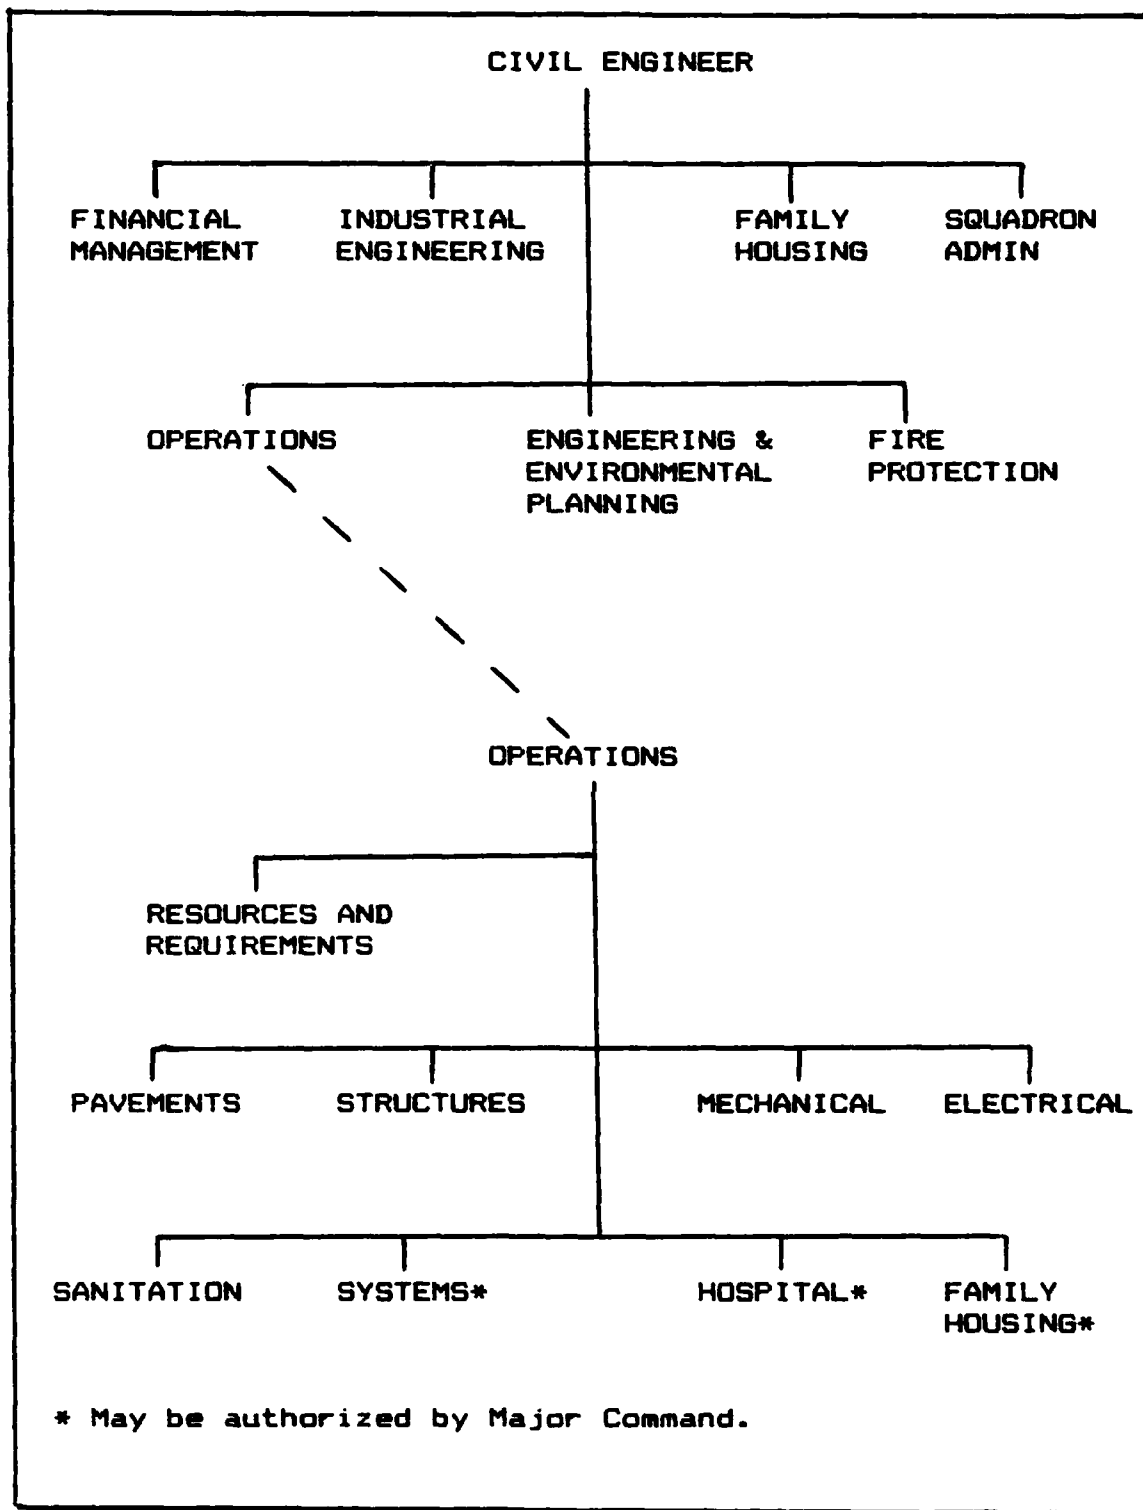 CIVIL ENGINEER
FINANCIAL
MANAGEMENT
INDUSTRIAL
ENGINEERING
FAMILY
HOUSING
SQUADRON
ADMIN
OPERATIONS
ENGINEERING &
ENVIRONMENTAL
PLANNING
FIRE
PROTECTION
OPERATIONS
RESOURCES AND
REQUIREMENTS
PAVEMENTS
STRUCTURES
MECHANICAL
ELECTRICAL
SANITATION
SYSTEMS*
HOSPITAL*
FAMILY
HOUSING*
* May be authorized by Major Command.